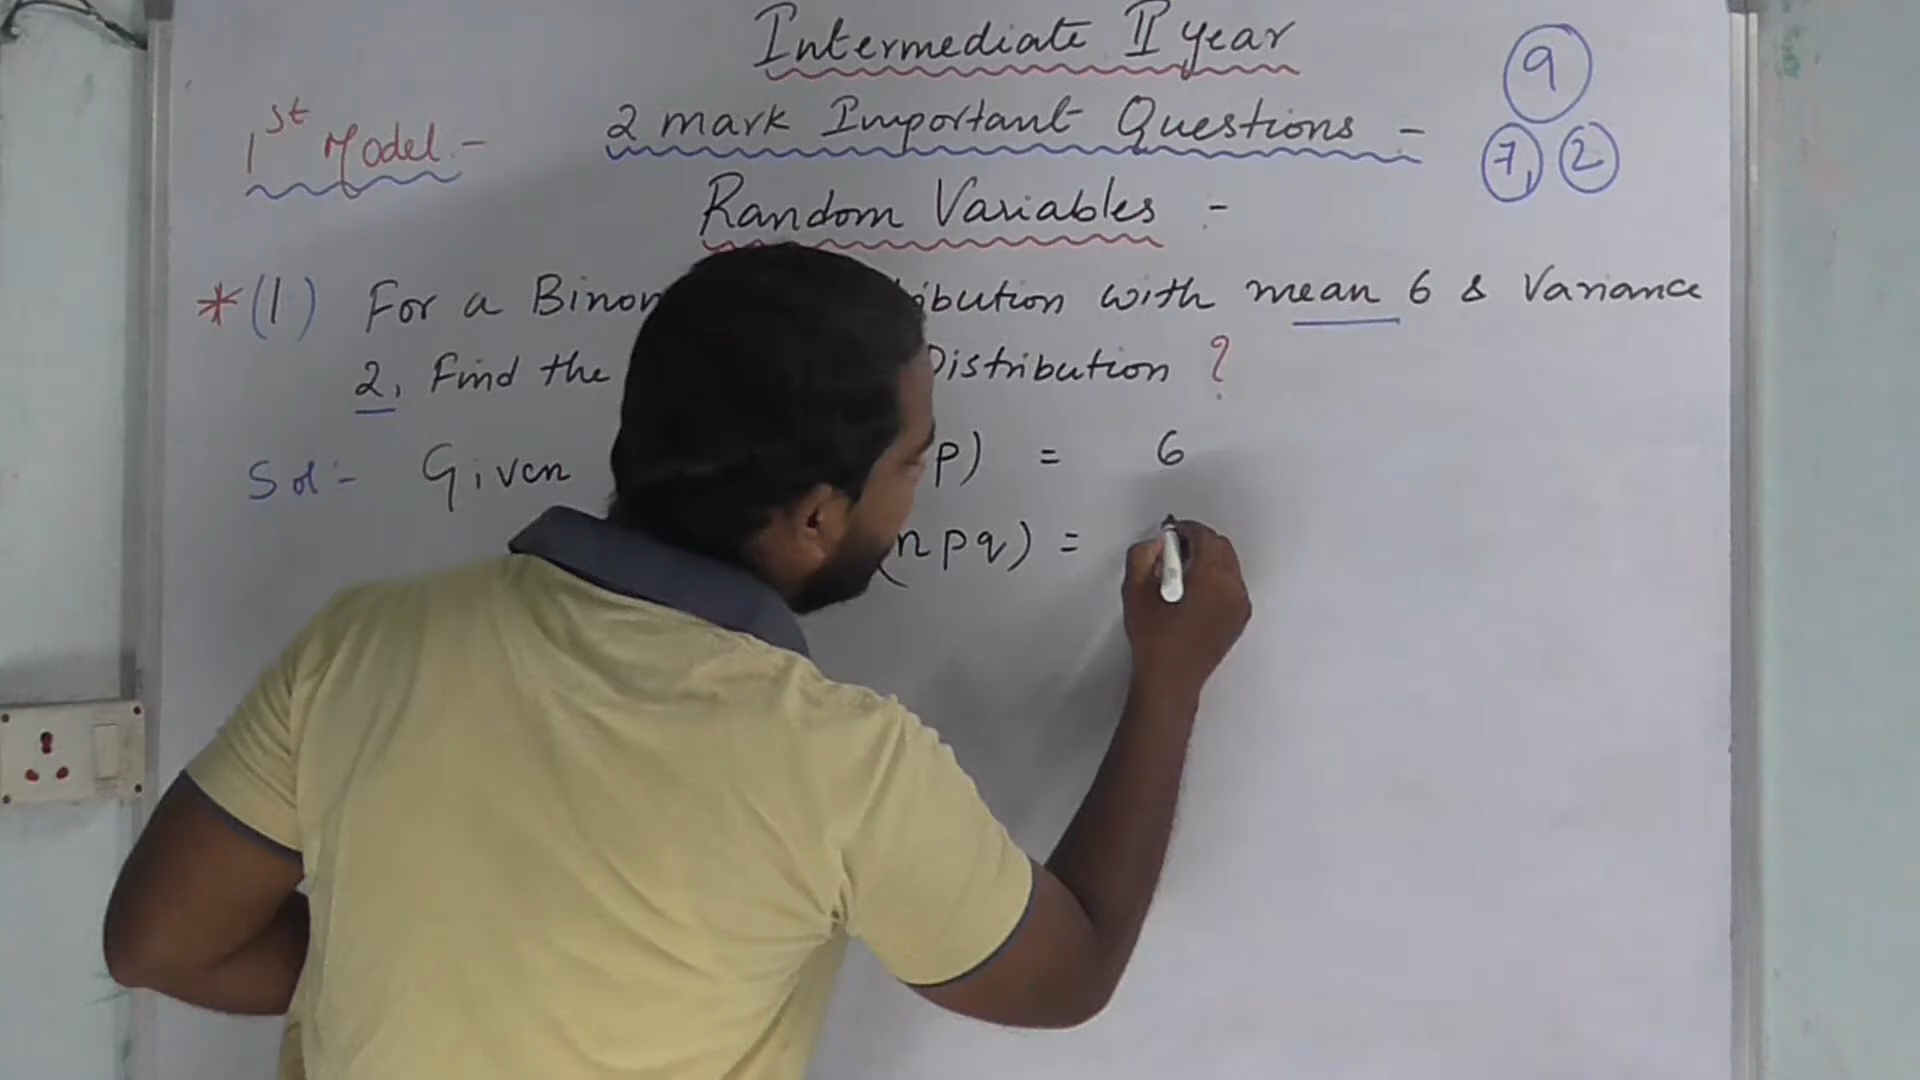 Intermediate II year
9
1st Model :-
2 mark Important Questions -
7, 2
Random Variables :-
*(1) For a Binom ibution with mean 6 & Variance
2, Find the Distribution ?
Sol :- Given p) = 6
(npq) =